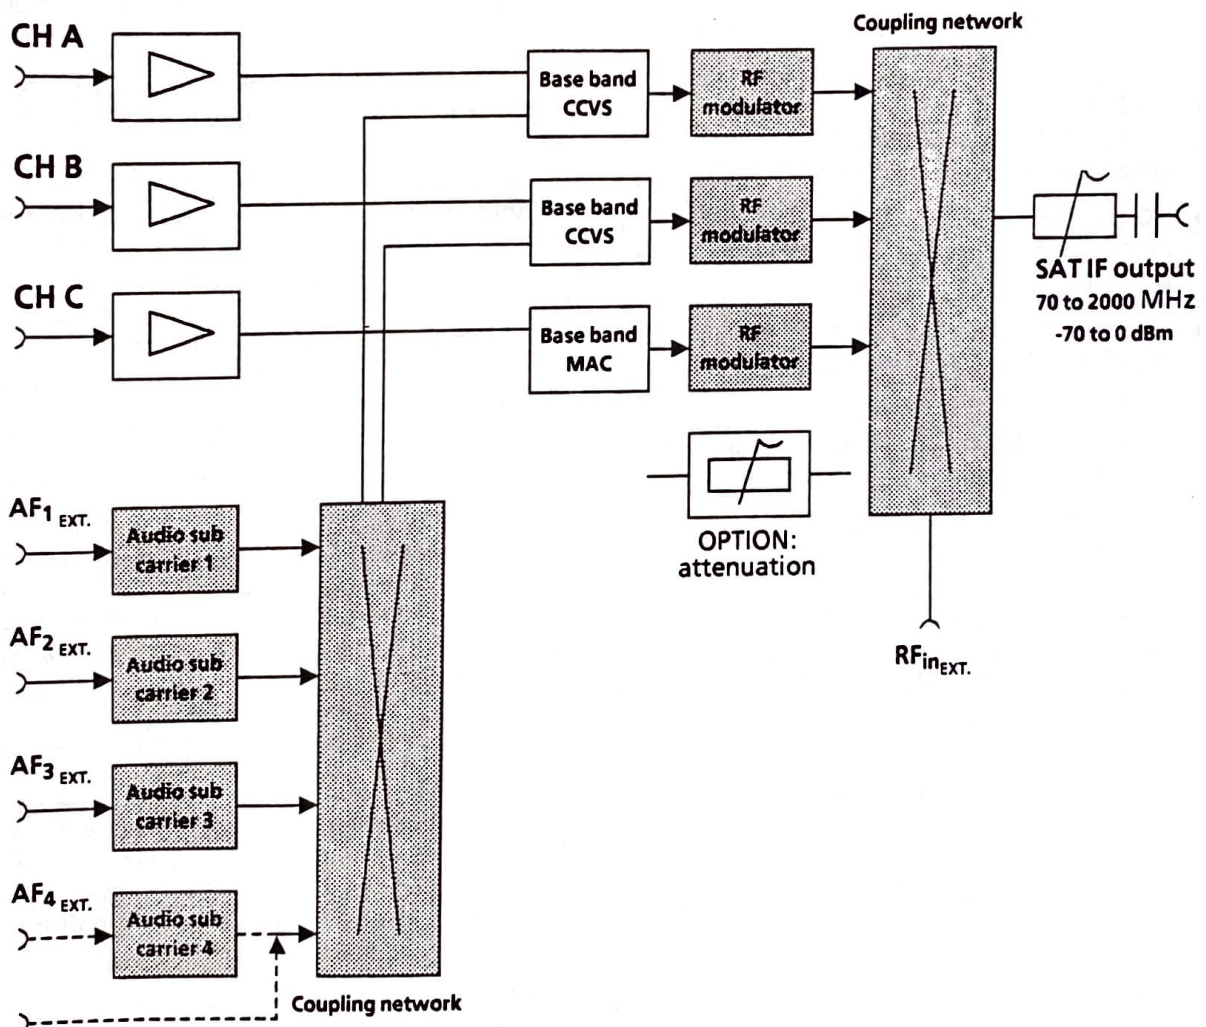 Coupling network
CH A
Base band
CCVS
RF
modulator
CH B
Base band
CCVS
RF
modulator
SAT IF output
70 to 2000 MHz
-70 to 0 dBm
CH C
Base band
MAC
RF
modulator
OPTION:
attenuation
RFinEXT.
AF1 EXT.
Audio sub
carrier 1
AF2 EXT.
Audio sub
carrier 2
AF3 EXT.
Audio sub
carrier 3
AF4 EXT.
Audio sub
carrier 4
Coupling network